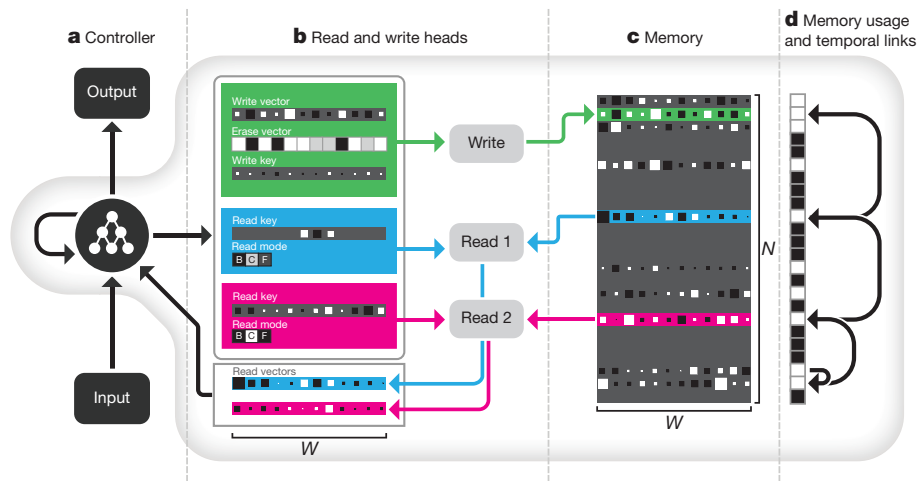 a Controller
b Read and write heads
c Memory
d Memory usage
and temporal links
Output
Input
Write vector
Erase vector
Write key
Read key
Read mode
B C F
Read key
Read mode
B C F
Read vectors
W
Write
Read 1
Read 2
N
W